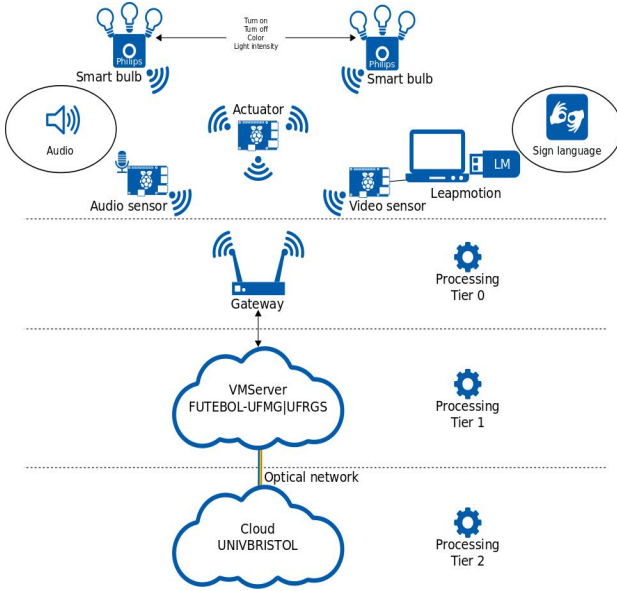 Turn on
Turn off
Color
Light intensity
Philips
Philips
Smart bulb
Smart bulb
Actuator
Audio
Sign language
LM
Leapmotion
Audio sensor
Video sensor
Gateway
Processing
Tier 0
VMServer
FUTEBOL-UFMG|UFRGS
Processing
Tier 1
Optical network
Cloud
UNIVBRISTOL
Processing
Tier 2